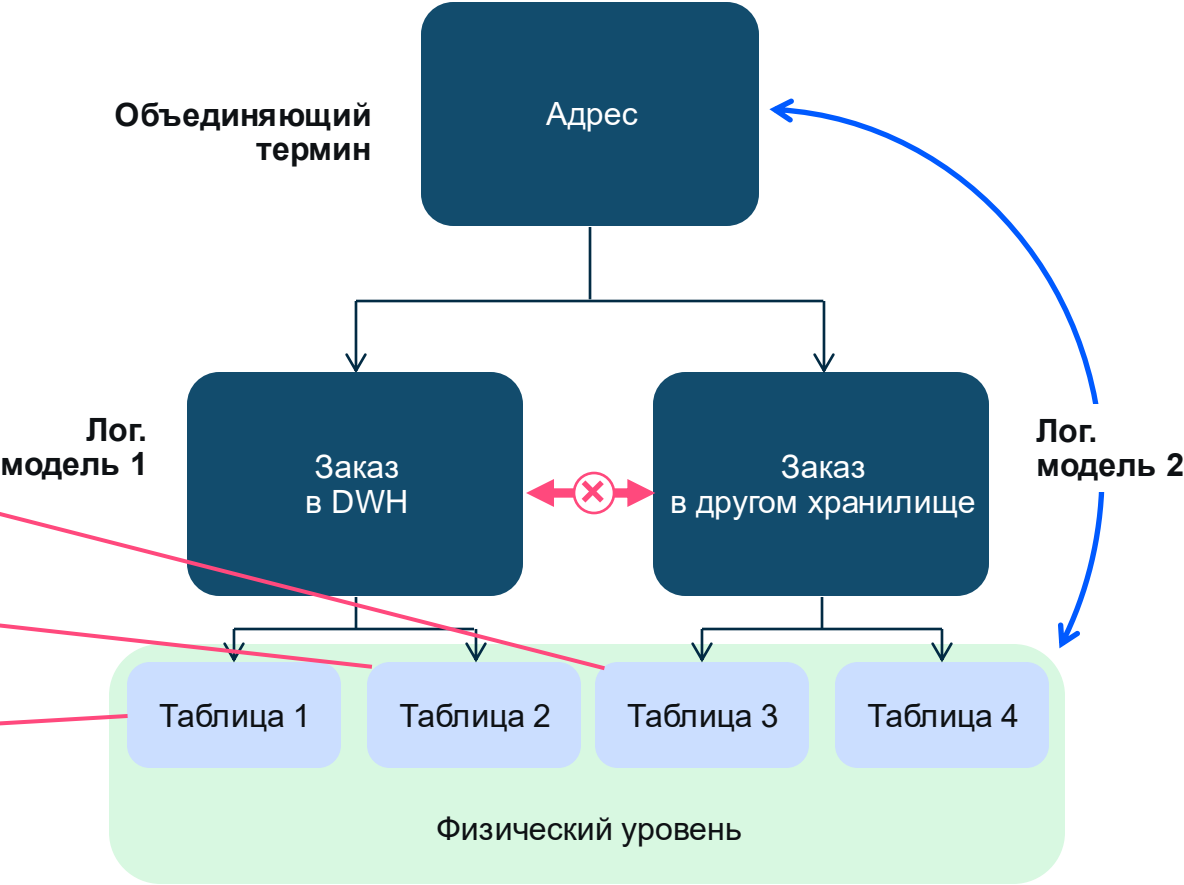 Объединяющий
термин
Адрес
Лог.
модель 1
Заказ
в DWH
Заказ
в другом хранилище
Лог.
модель 2
Таблица 1
Таблица 2
Таблица 3
Таблица 4
Физический уровень